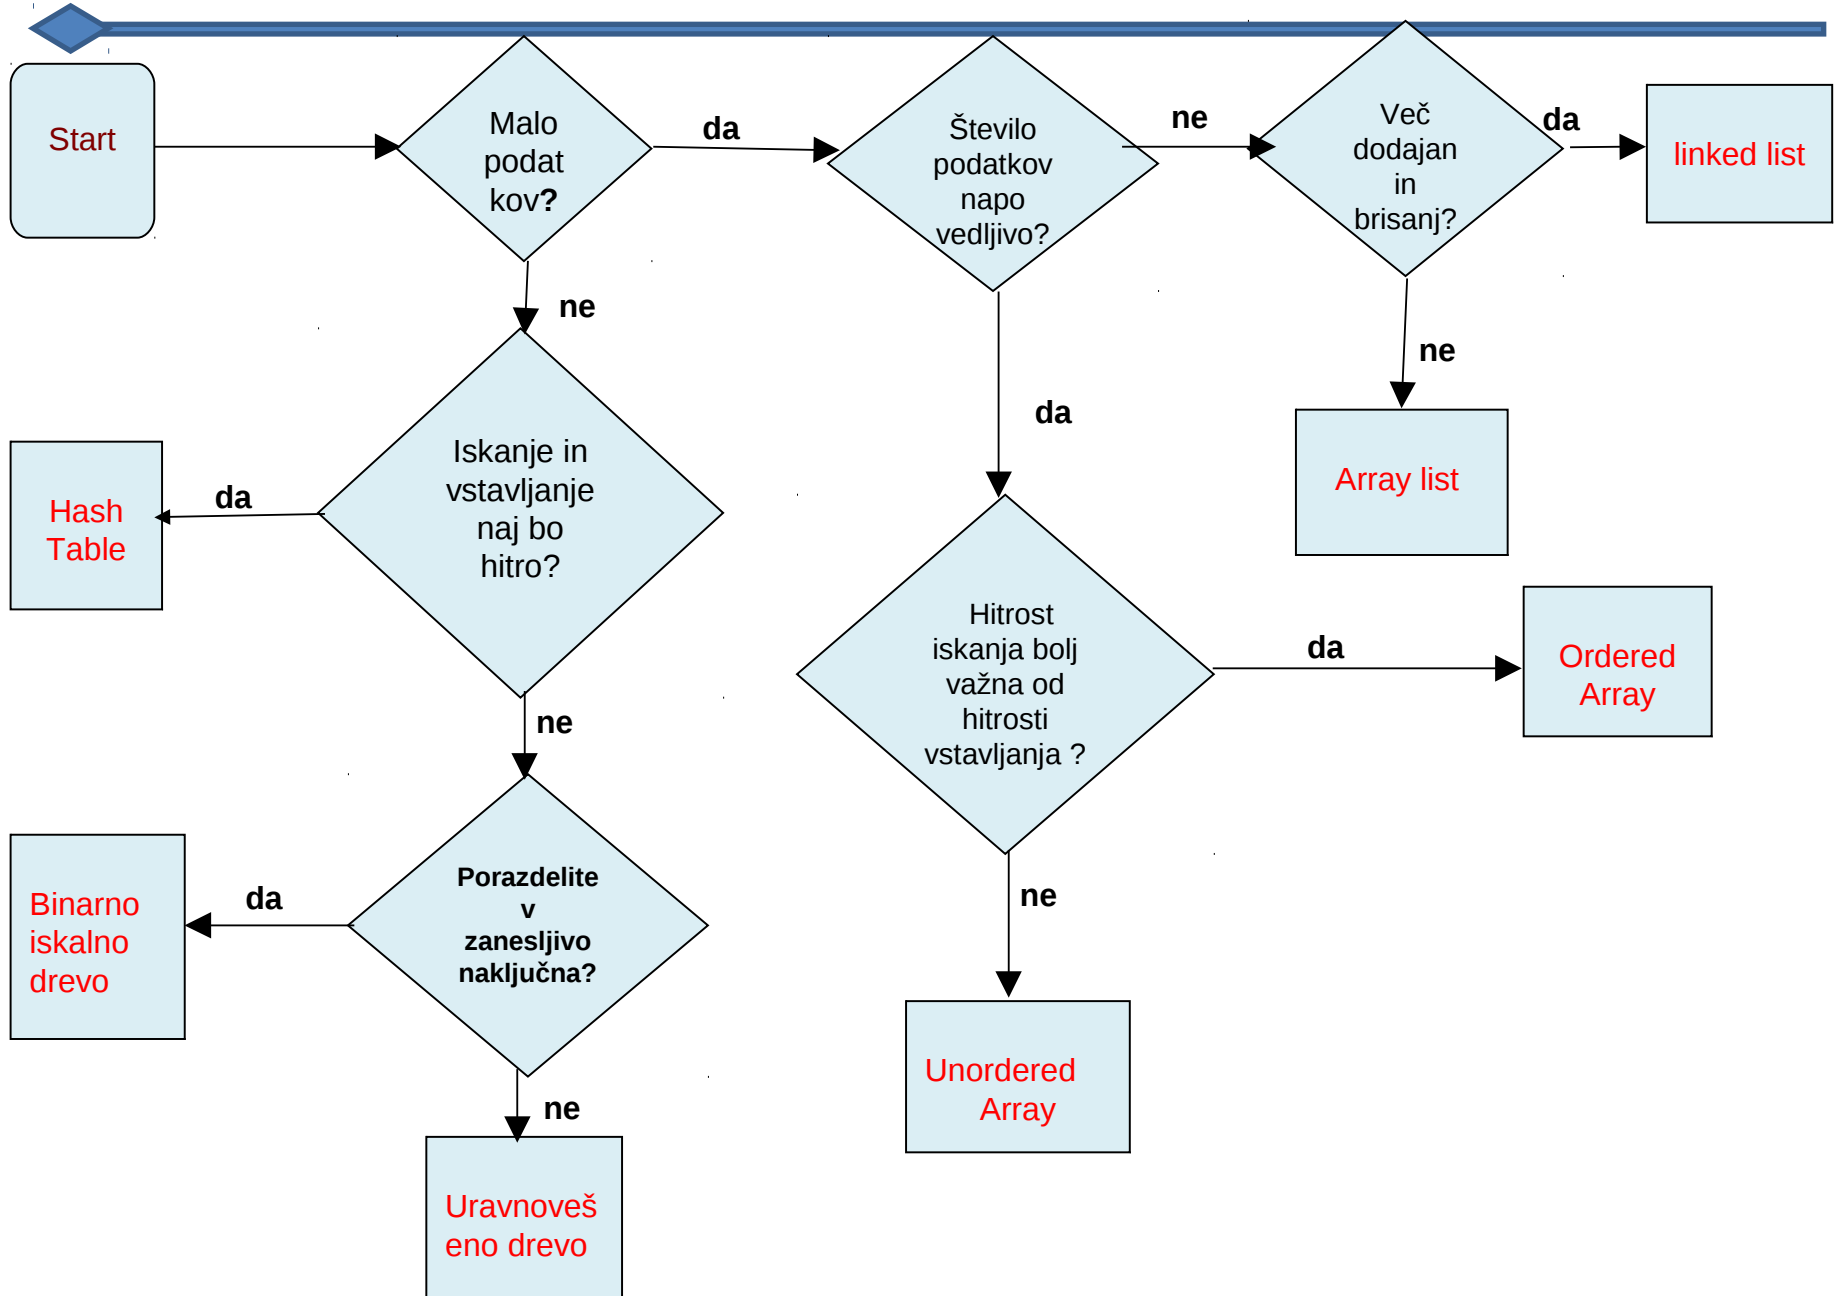 Start
Malo
podat
kov?
da
Število
podatkov
napo
vedljivo?
ne
Več
dodajan
in
brisanj?
da
linked list
ne
ne
Array list
da
Iskanje in
vstavljanje
naj bo
hitro?
da
Hash
Table
Hitrost
iskanja bolj
važna od
hitrosti
vstavljanja ?
da
Ordered
Array
ne
Porazdelite
v
zanesljivo
naključna?
da
Binarno
iskalno
drevo
ne
Unordered
Array
ne
Uravnoveš
eno drevo